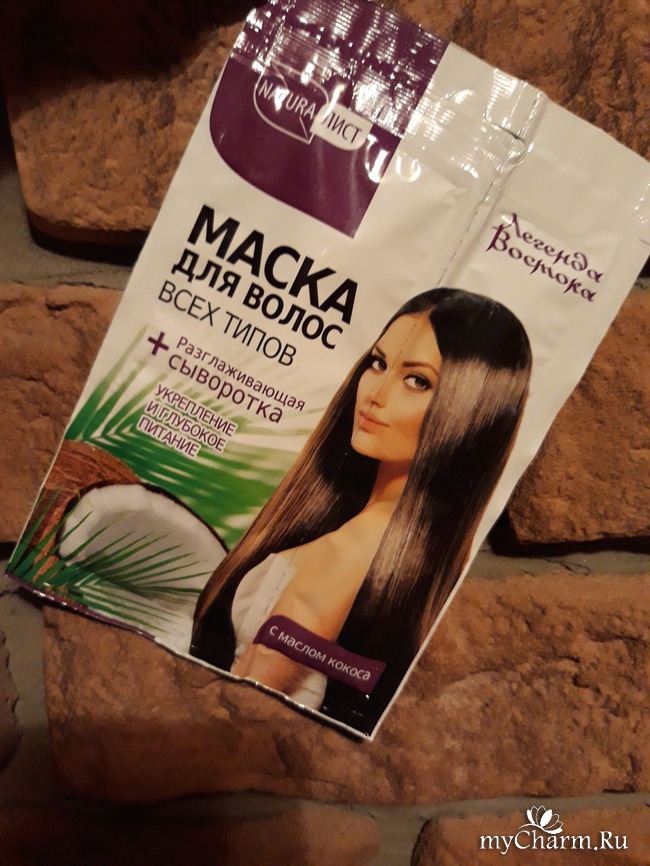 NATURA ЛИСТ
Легенда
Востока
МАСКА
ДЛЯ ВОЛОС
ВСЕХ ТИПОВ
+ Разглаживающая
СЫВОРОТКА
УКРЕПЛЕНИЕ
И ГЛУБОКОЕ
ПИТАНИЕ
С МАСЛОМ КОКОСА
myCharm.Ru